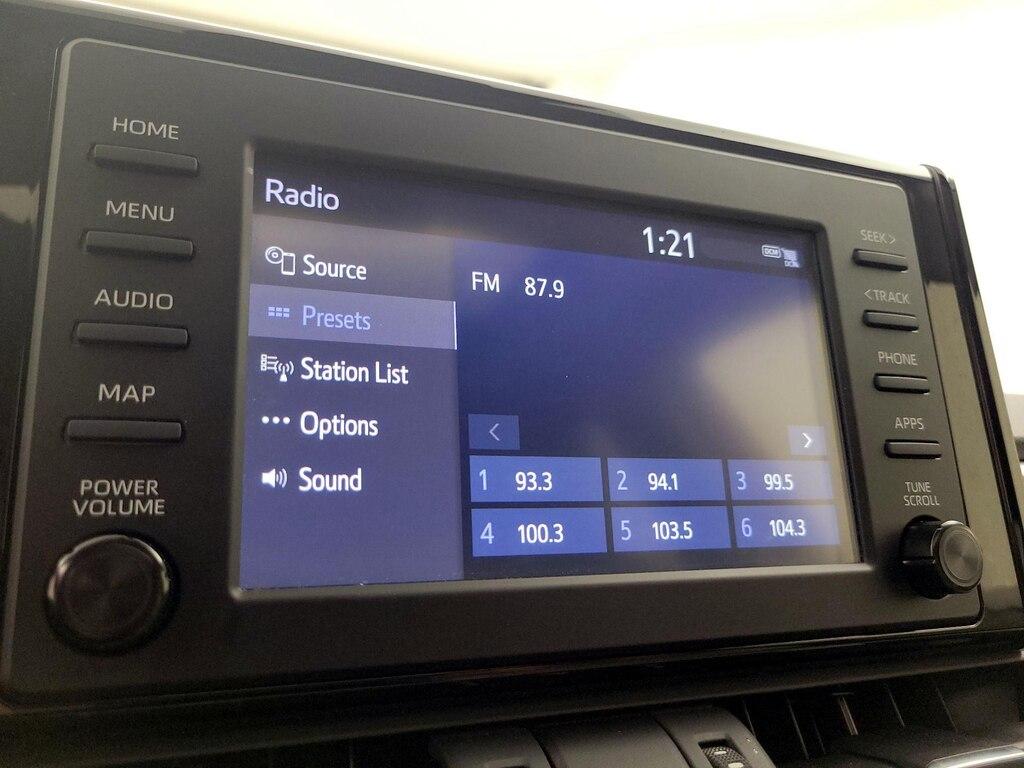 HOME
MENU
AUDIO
MAP
POWER
VOLUME
Radio
1:21
DCM
Source
Presets
Station List
Options
Sound
FM 87.9
<
>
1 93.3
2 94.1
3 99.5
4 100.3
5 103.5
6 104.3
SEEK >
< TRACK
PHONE
APPS
TUNE
SCROLL